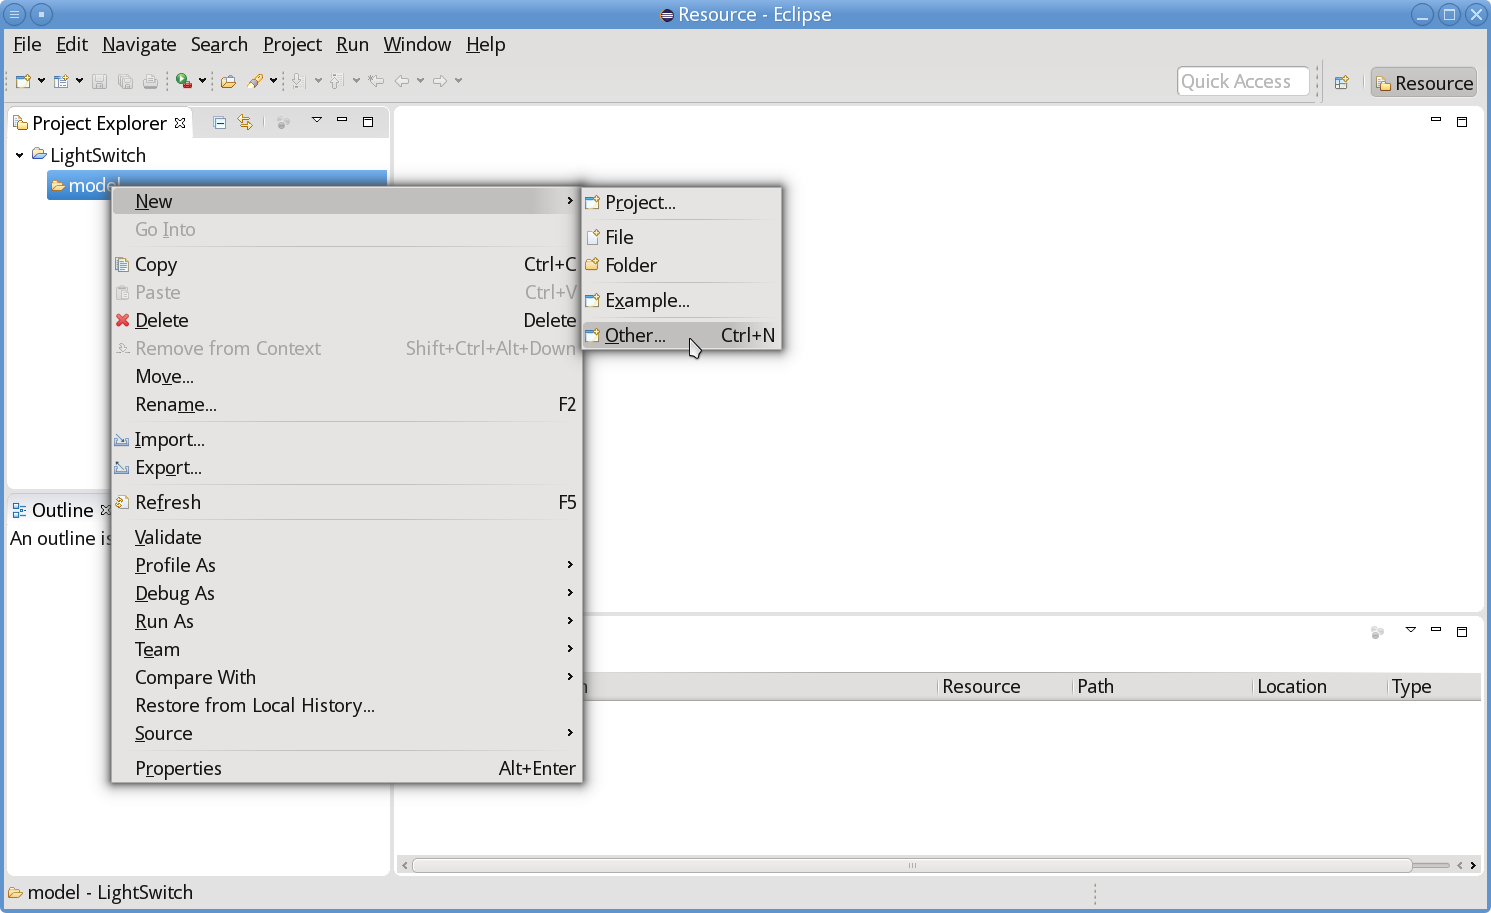 Resource - Eclipse
File Edit Navigate Search Project Run Window Help
Quick Access
Resource
Project Explorer
LightSwitch
model
New
Go Into
Copy Ctrl+C
Paste Ctrl+V
Delete Delete
Remove from Context Shift+Ctrl+Alt+Down
Move...
Rename... F2
Import...
Export...
Refresh F5
Validate
Profile As
Debug As
Run As
Team
Compare With
Restore from Local History...
Source
Properties Alt+Enter
Project...
File
Folder
Example...
Other... Ctrl+N
Outline
An outline is
Resource Path Location Type
model - LightSwitch